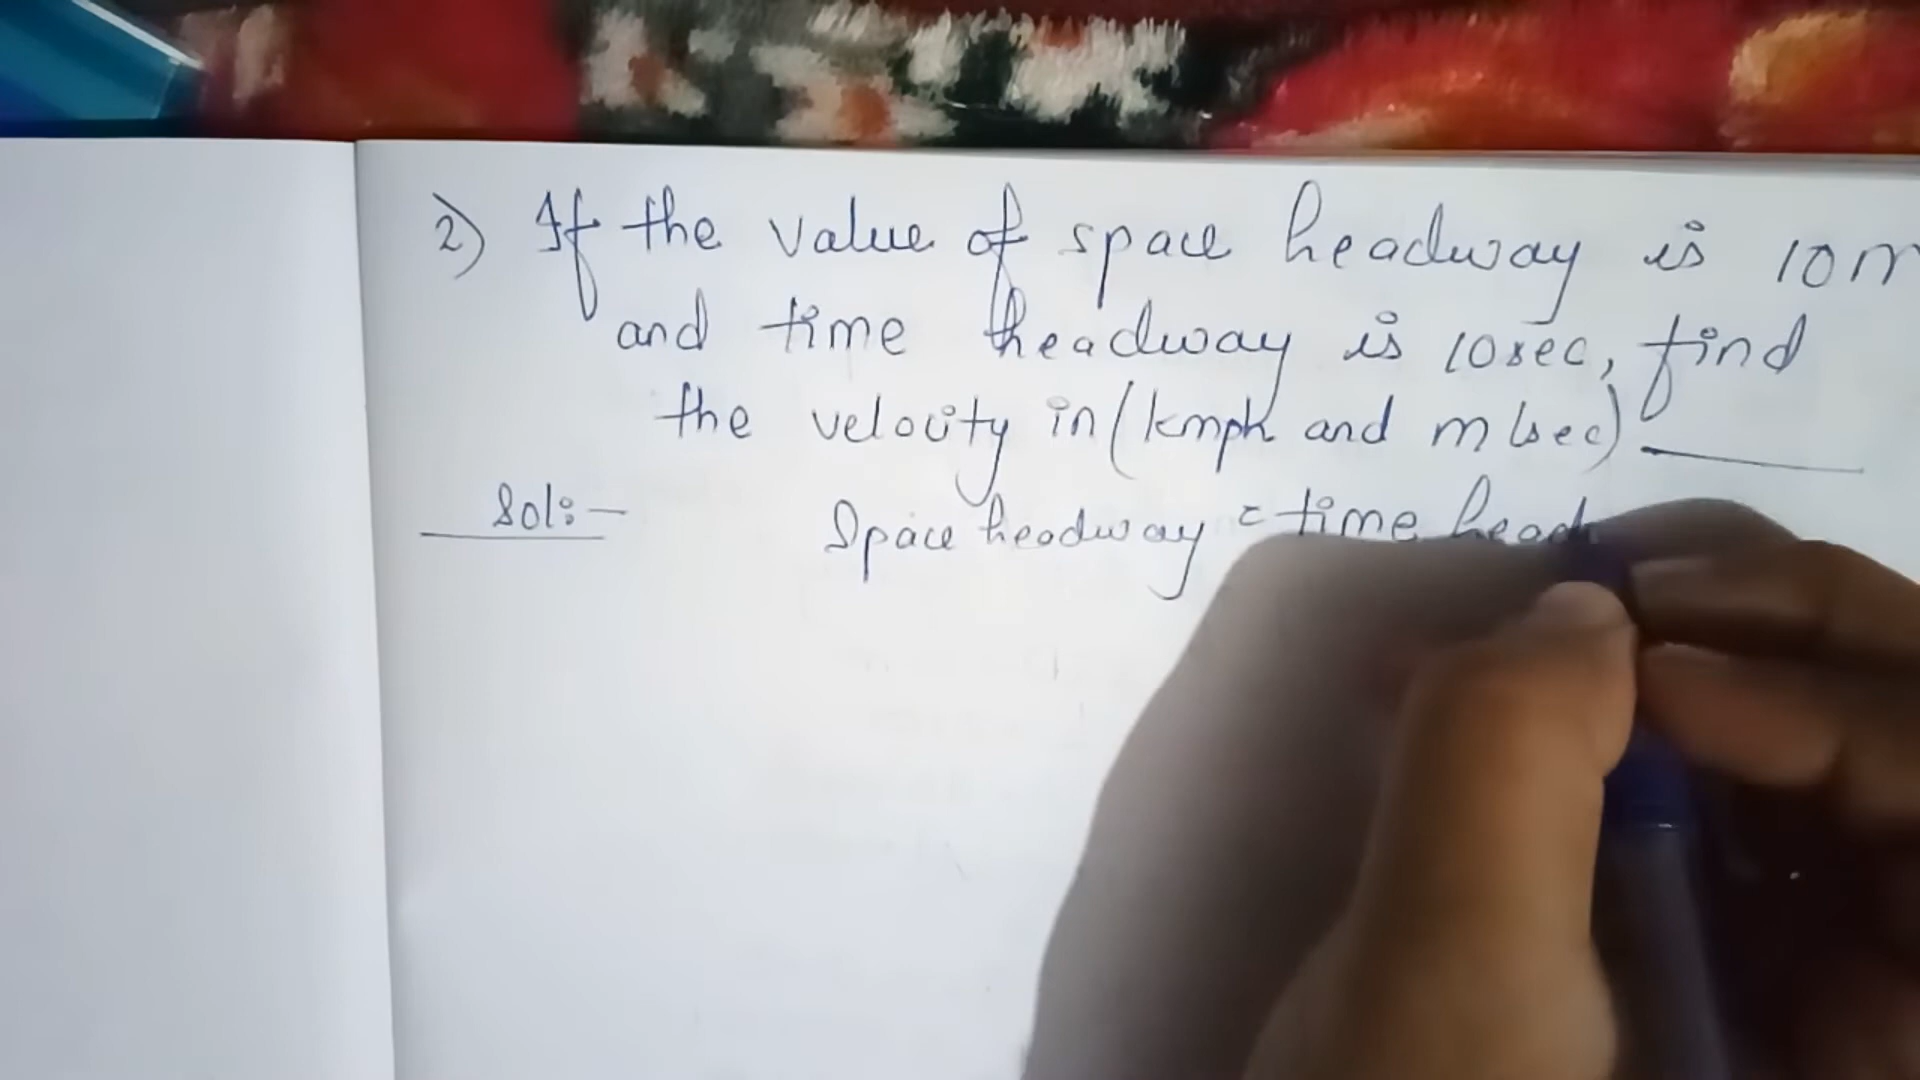 2) If the value of space headway is 10m
and time headway is 10sec, find
the velocity in (kmph and m/sec) ____
Sol:-
Space headway = time head